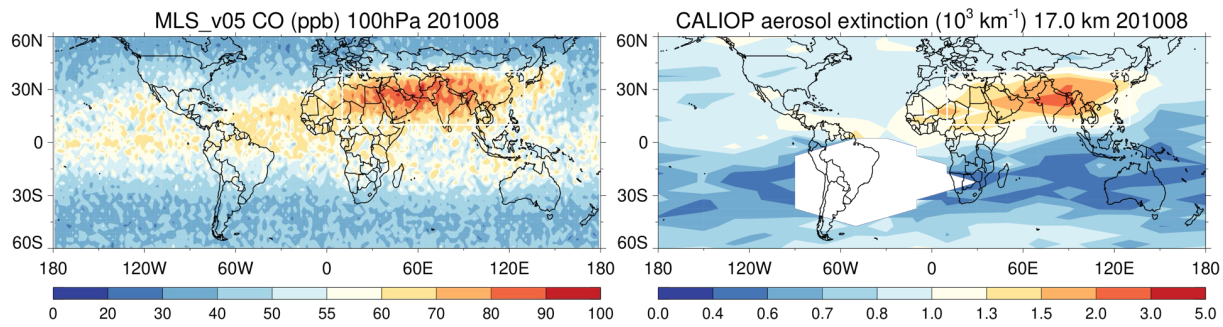 MLS_v05 CO (ppb) 100hPa 201008
60N
30N
0
30S
60S
180 120W 60W 0 60E 120E 180
0 20 30 40 50 55 60 70 80 90 100
CALIOP aerosol extinction (10³ km⁻¹) 17.0 km 201008
60N
30N
0
30S
60S
180 120W 60W 0 60E 120E 180
0.0 0.4 0.6 0.7 0.8 1.0 1.3 1.5 2.0 3.0 5.0